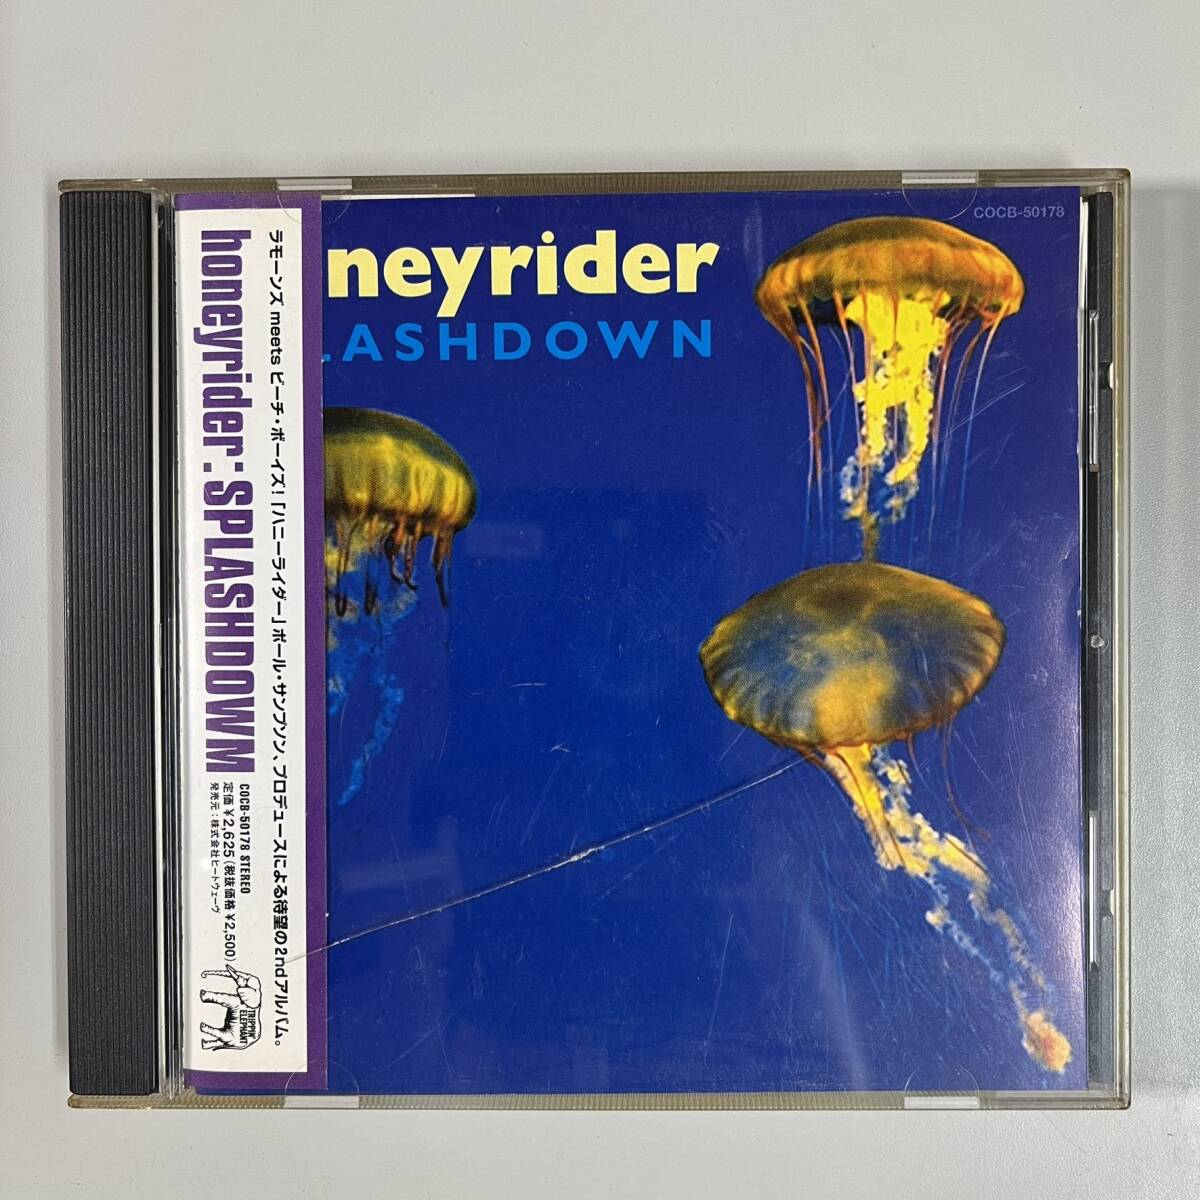 ラモーンズ meets ビーチ・ボーイズ!「ハニーライダー」ポール・サンプソン、プロデュースによる待望の2ndアルバム。
honeyrider:SPLASHDOWN
COCB-50178 STEREO
定価 ¥2,625(税抜価格 ¥2,500)
発売元:株式会社ヒートウェーヴ
TRIPPIN'
ELEPHANT
COCB-50178
neyrider
LASHDOWN